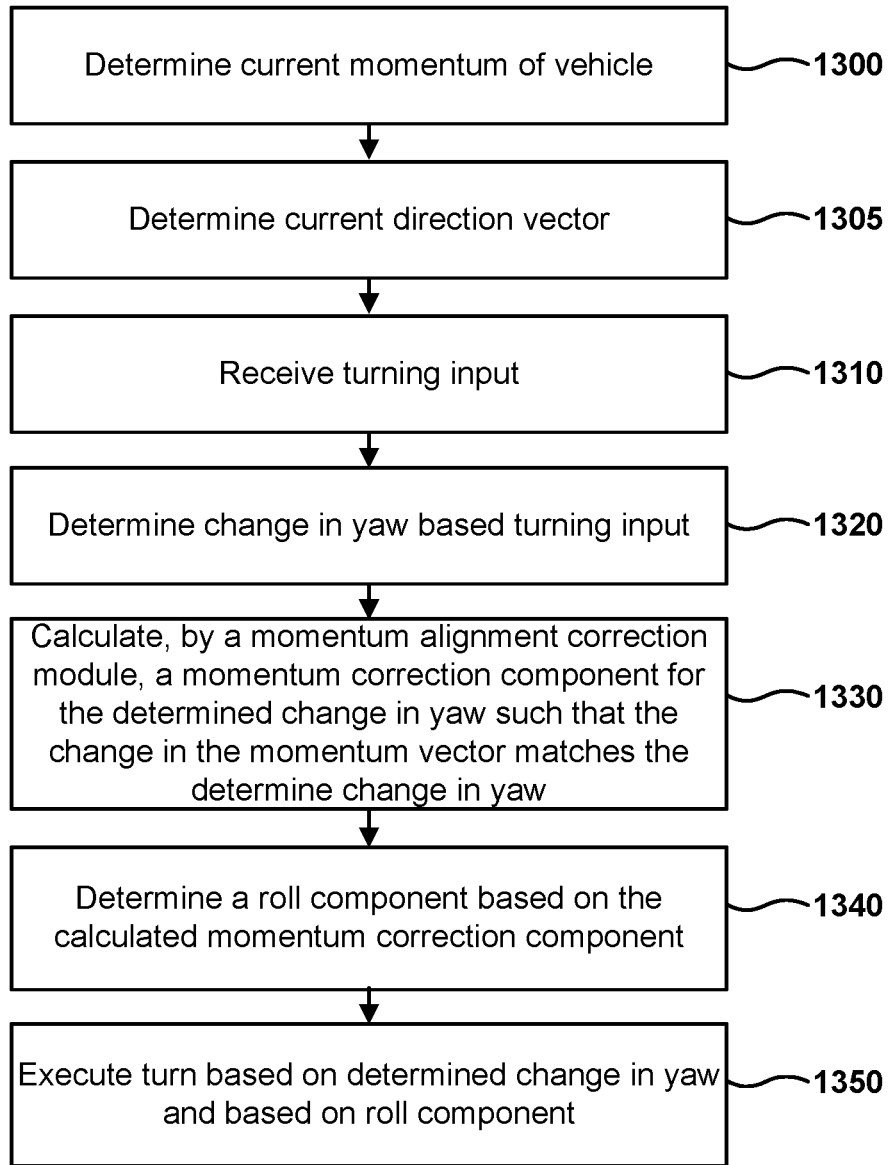 Determine current momentum of vehicle
1300
Determine current direction vector
1305
Receive turning input
1310
Determine change in yaw based turning input
1320
Calculate, by a momentum alignment correction
module, a momentum correction component for
the determined change in yaw such that the
change in the momentum vector matches the
determine change in yaw
1330
Determine a roll component based on the
calculated momentum correction component
1340
Execute turn based on determined change in yaw
and based on roll component
1350